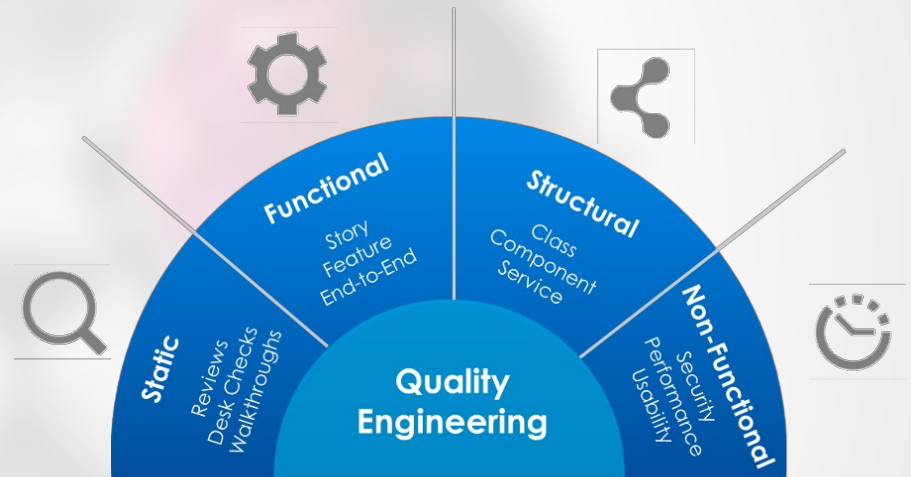 Static
Reviews
Desk Checks
Walkthroughs
Functional
Story
Feature
End-to-End
Structural
Class
Component
Service
Non-Functional
Security
Performance
Usability
Quality
Engineering